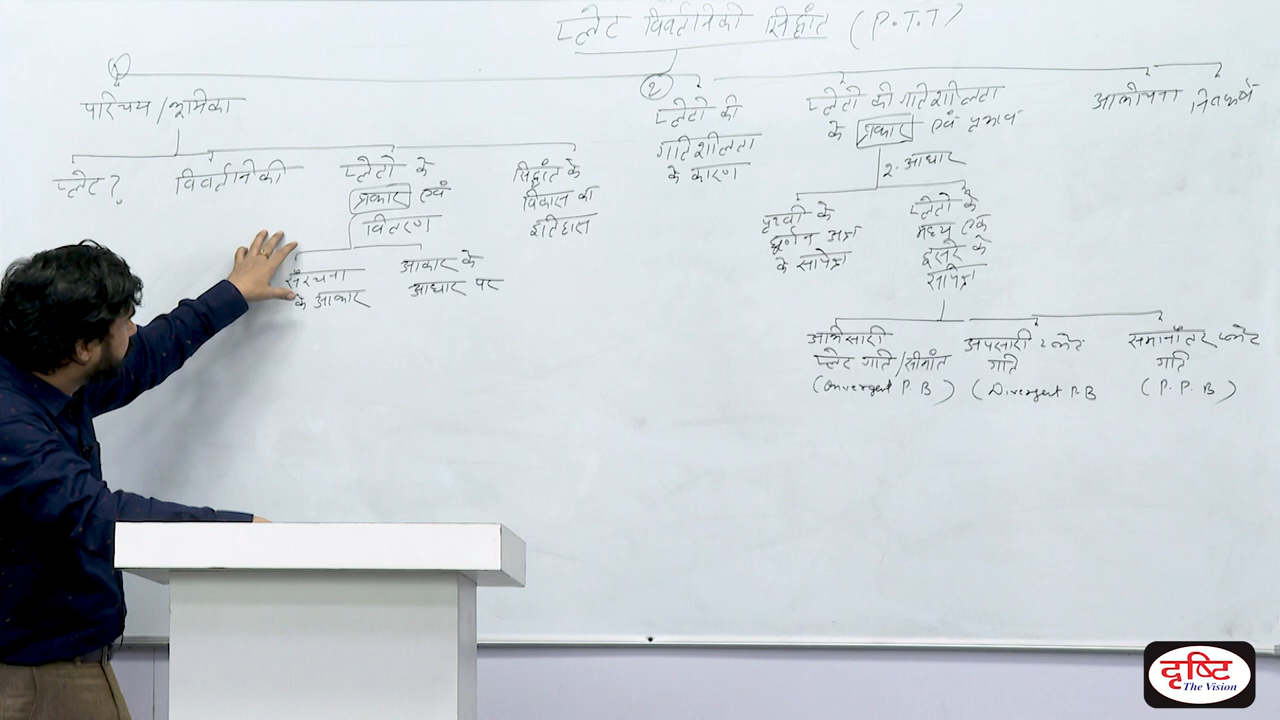 प्लेट विवर्तनिकी सिद्धांत (P.T.T)
1
परिचय/भूमिका
प्लेट?
विवर्तनिकी
प्लेटो के
प्रकार एवं
वितरण
संरचना
के आकार
आकार के
आधार पर
सिद्धांत के
विकास का
इतिहास
2
प्लेटो की
गतिशीलता
के कारण
प्लेटो की गतिशीलता
के प्रकार एवं प्रभाव
2-आधार
पृथ्वी के
घूर्णन अक्ष
के सापेक्ष
प्लेटो के
मध्य एक
दूसरे के
सापेक्ष
अभिसारी
प्लेट गति/सीमांत
(Convergent P.B)
अपसारी प्लेट
गति
(Divergent P.B
समानांतर प्लेट
गति
(P.P.B)
आलोचना
निष्कर्ष
दृष्टि
The Vision